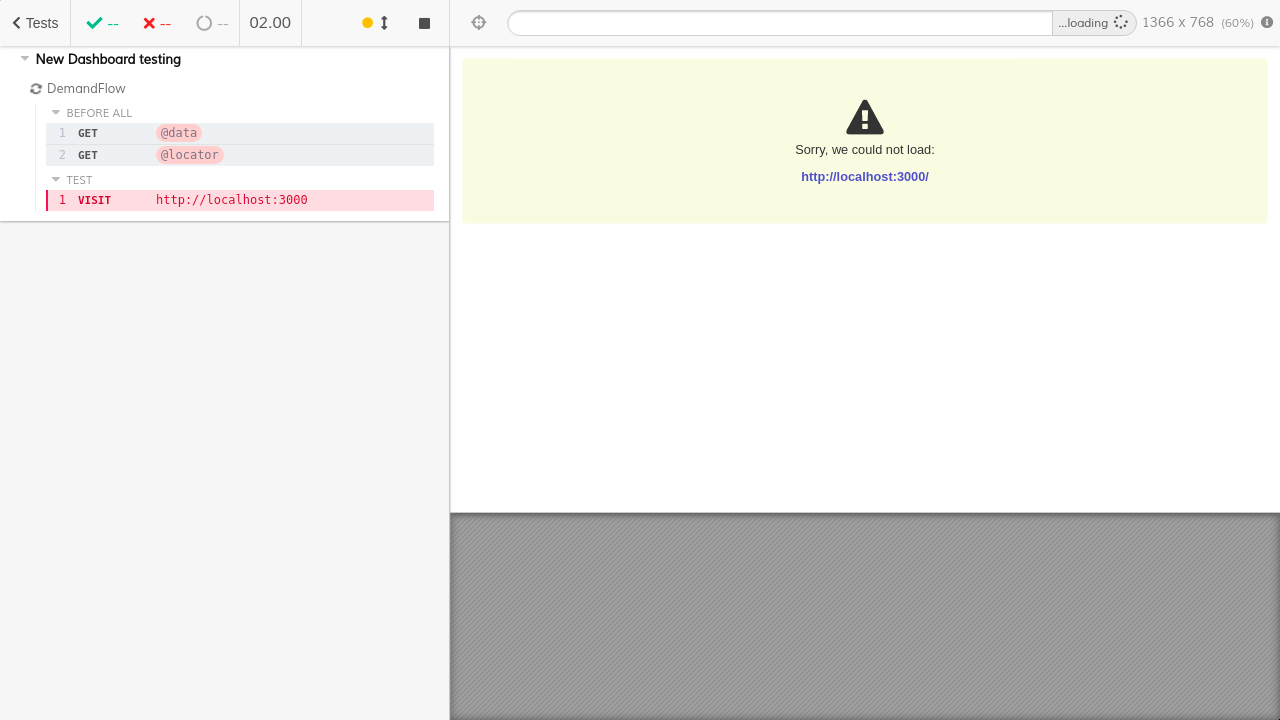 Tests -- -- -- 02.00
...loading 1366 x 768 (60%)
New Dashboard testing
DemandFlow
BEFORE ALL
1 GET @data
2 GET @locator
TEST
1 VISIT http://localhost:3000
Sorry, we could not load:
http://localhost:3000/